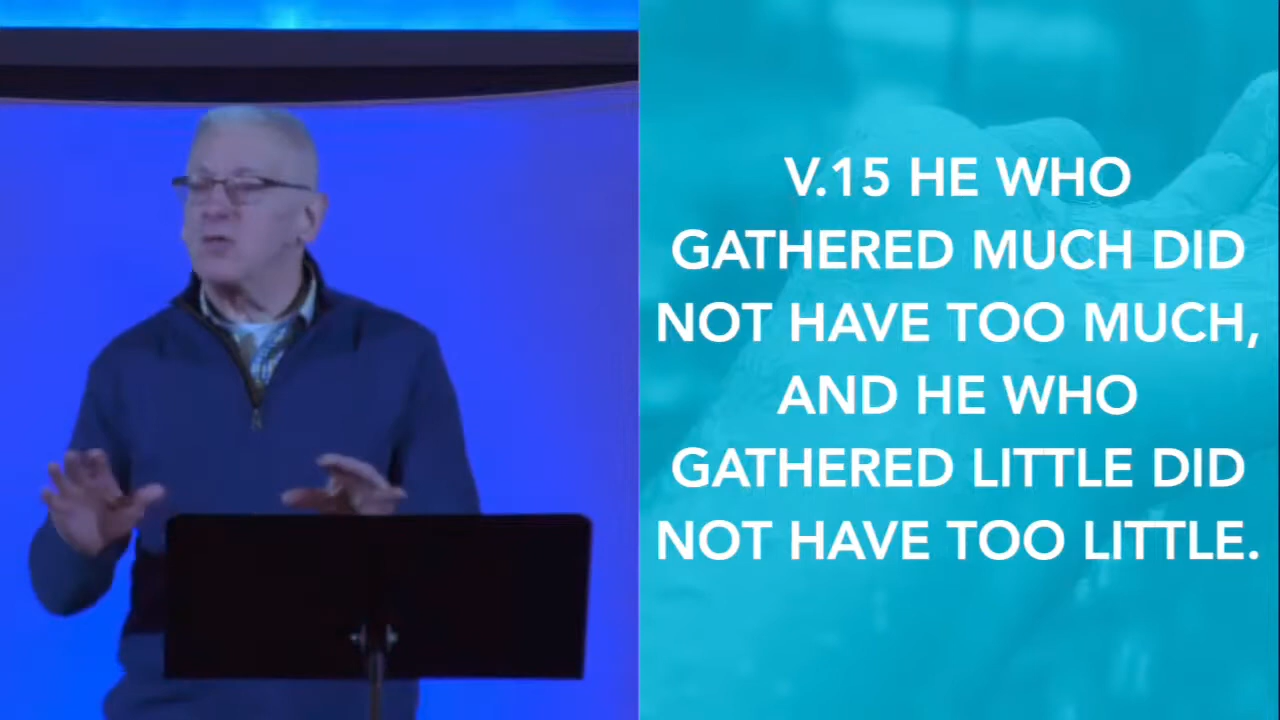 V.15 HE WHO
GATHERED MUCH DID
NOT HAVE TOO MUCH,
AND HE WHO
GATHERED LITTLE DID
NOT HAVE TOO LITTLE.